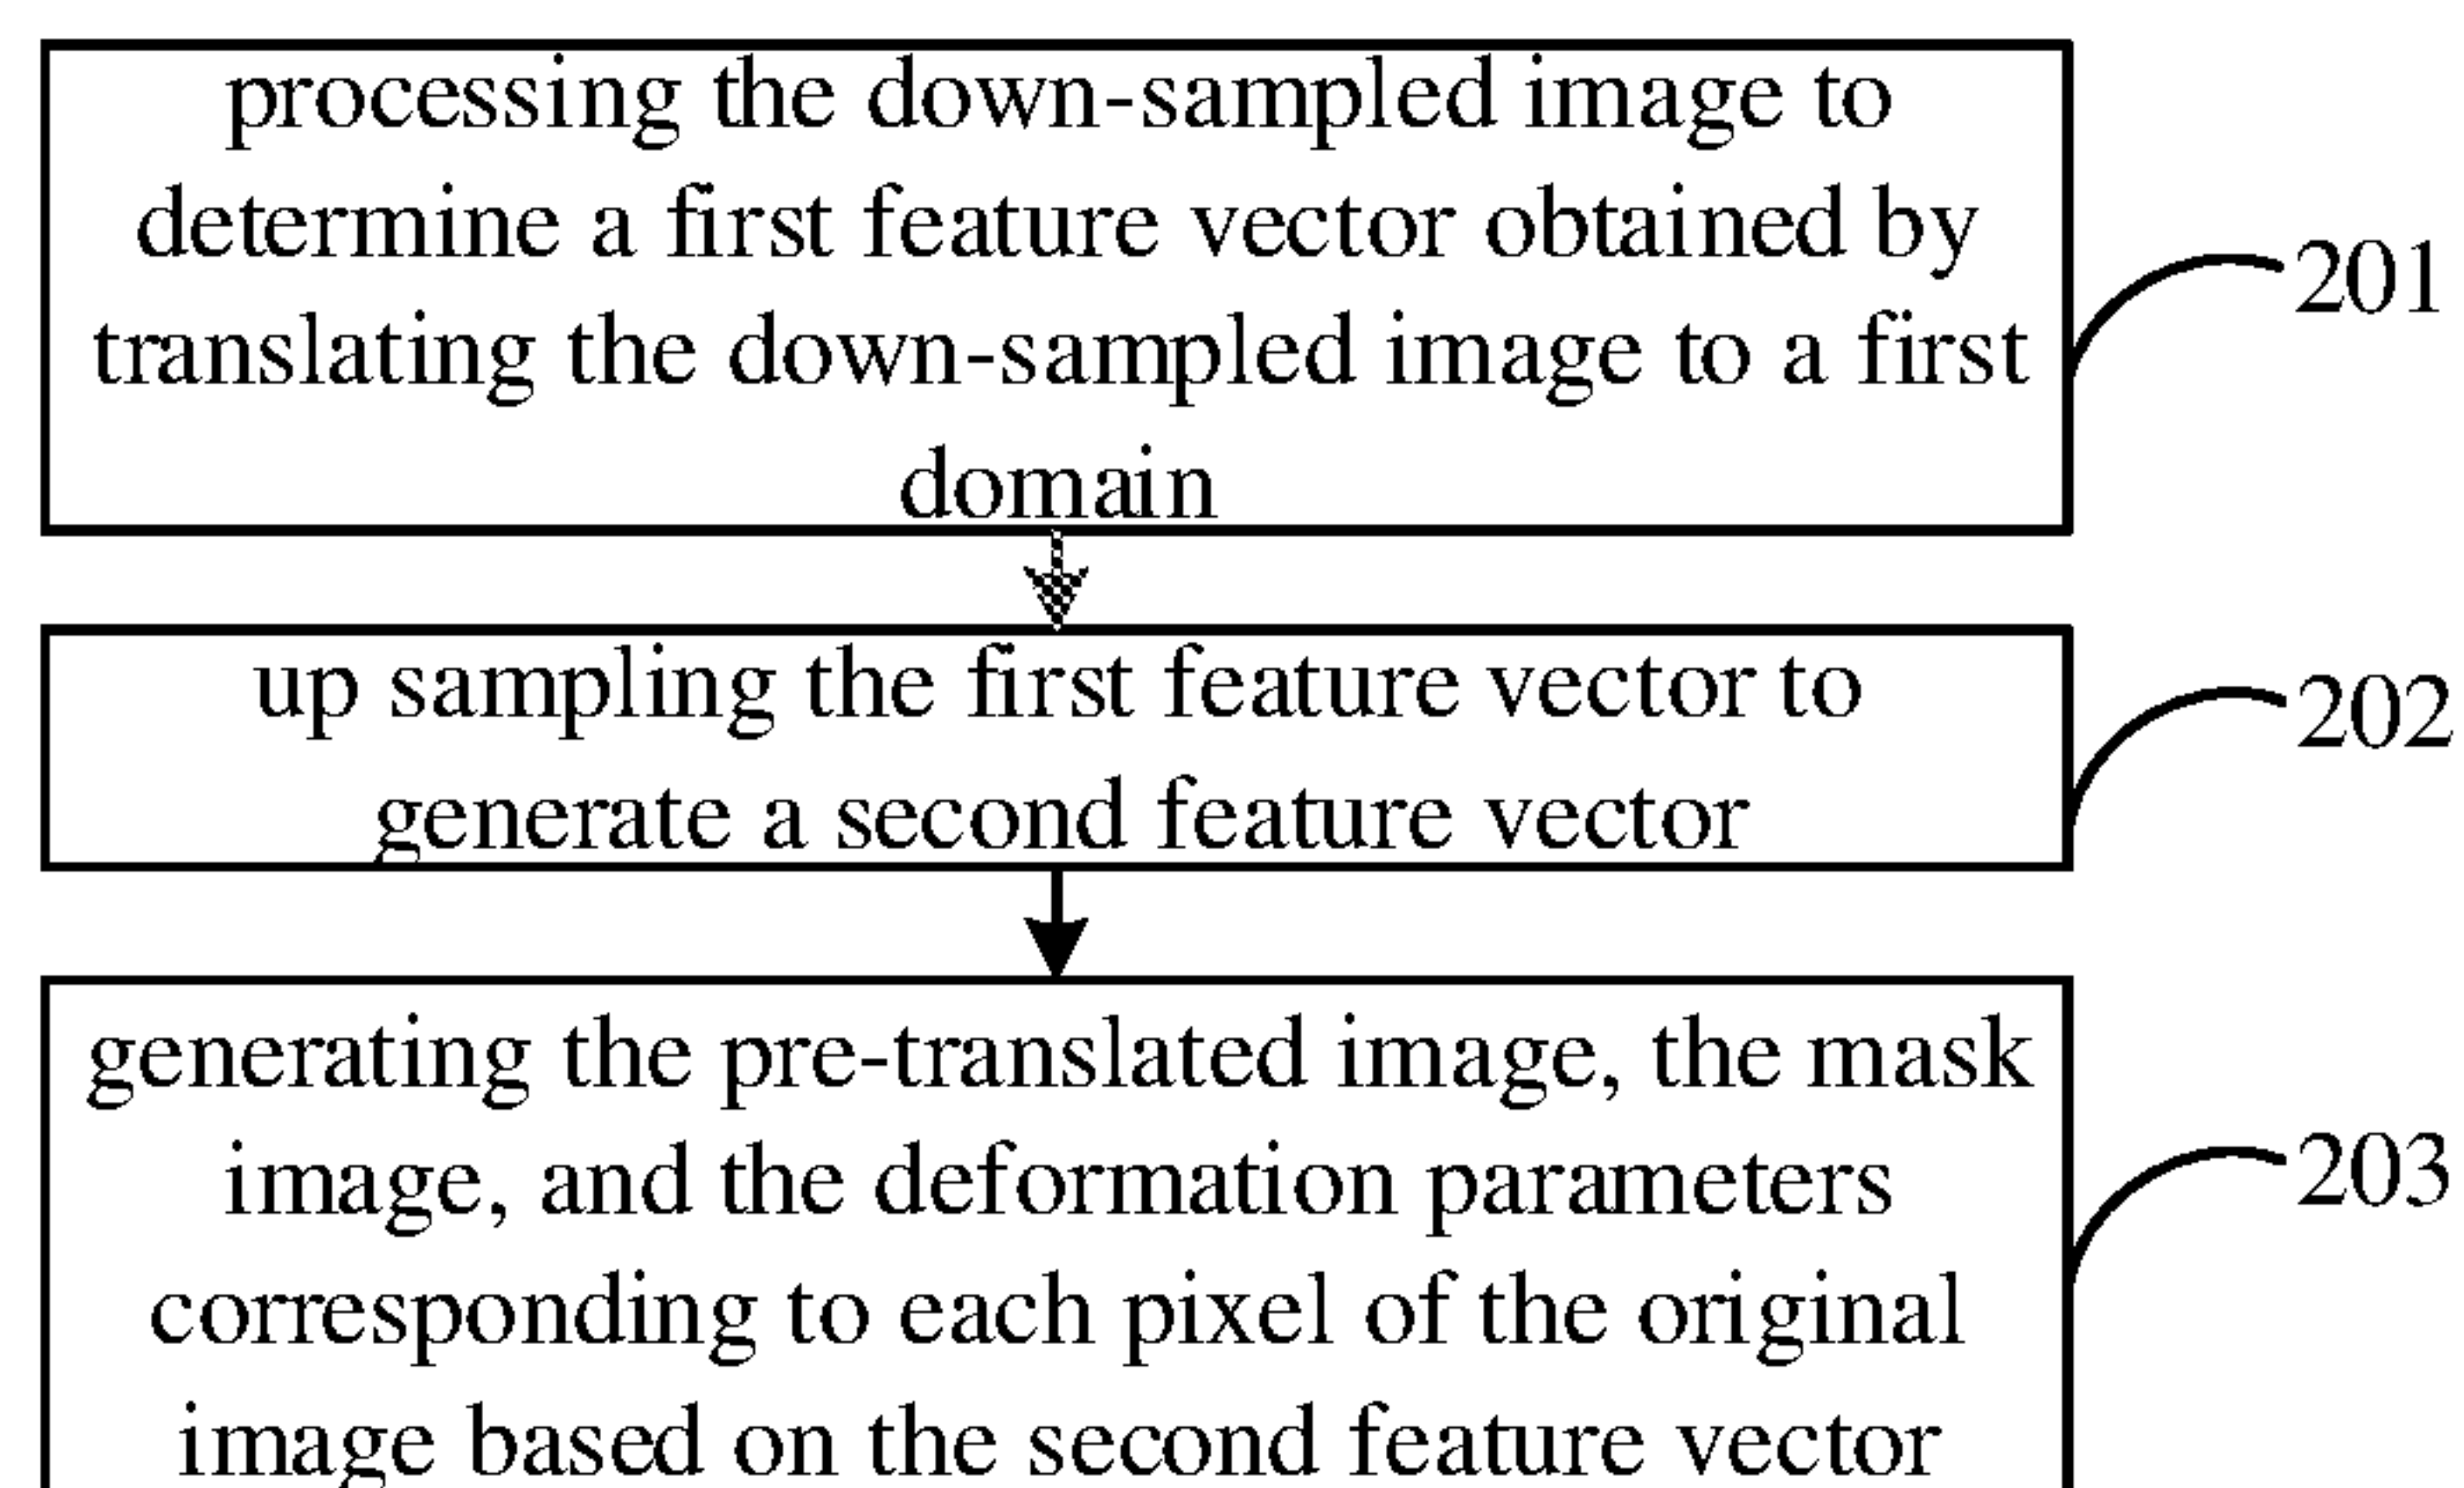 processing the down-sampled image to
determine a first feature vector obtained by
translating the down-sampled image to a first
domain
201
up sampling the first feature vector to
generate a second feature vector
202
generating the pre-translated image, the mask
image, and the deformation parameters
corresponding to each pixel of the original
image based on the second feature vector
203